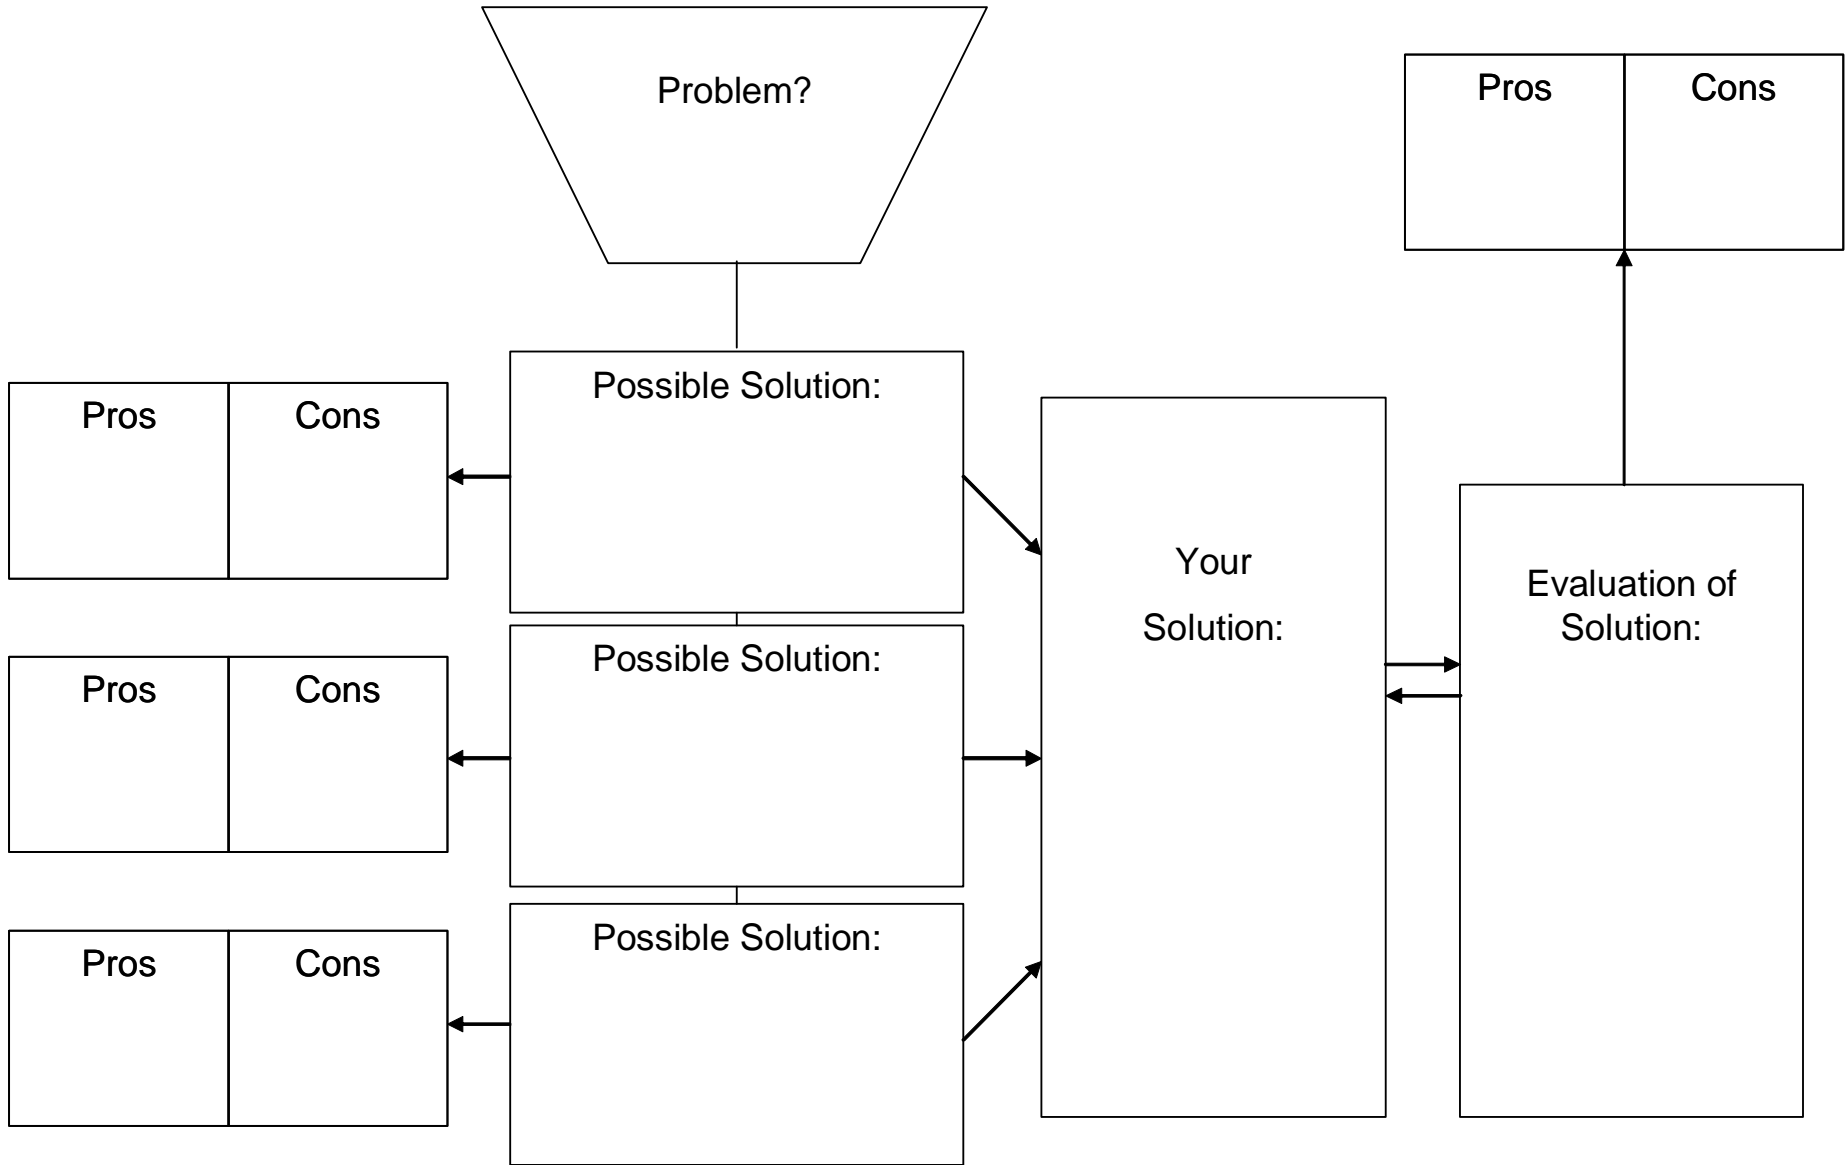 Problem?
Pros
Cons
Possible Solution:
Pros
Cons
Possible Solution:
Pros
Cons
Possible Solution:
Pros
Cons
Your
Solution:
Evaluation of
Solution: